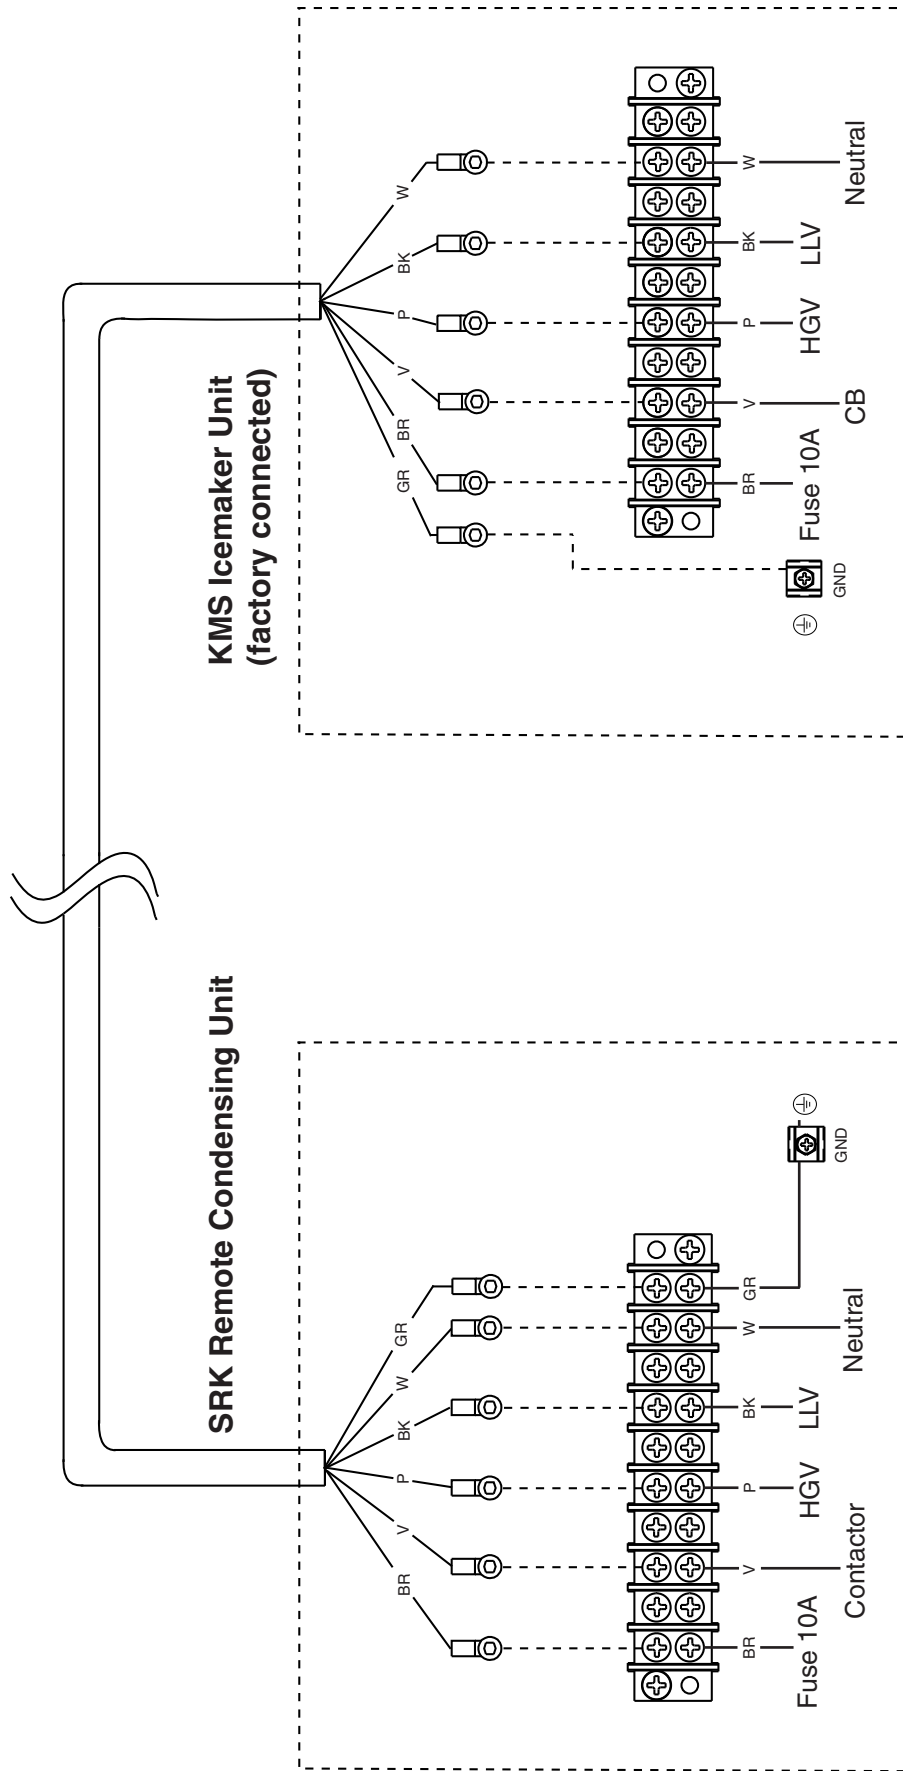 SRK Remote Condensing Unit
BR
V
P
BK
W
GR
BR
V
P
BK
W
GR
Fuse 10A
Contactor
HGV
LLV
Neutral
GND
KMS Icemaker Unit
(factory connected)
GR
BR
V
P
BK
W
BR
V
P
BK
W
GND
Fuse 10A
CB
HGV
LLV
Neutral